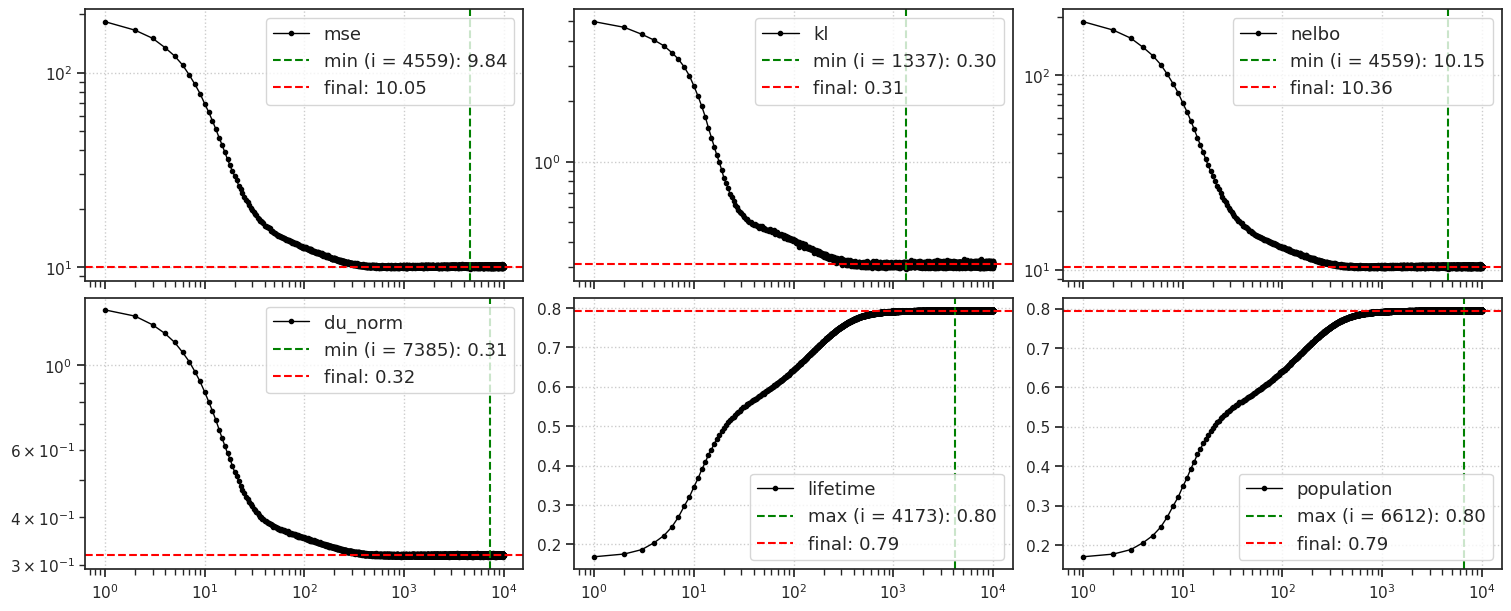 mse
min (i = 4559): 9.84
final: 10.05
10²
10¹
kl
min (i = 1337): 0.30
final: 0.31
10⁰
nelbo
min (i = 4559): 10.15
final: 10.36
10²
10¹
du_norm
min (i = 7385): 0.31
final: 0.32
10⁰
6 × 10⁻¹
4 × 10⁻¹
3 × 10⁻¹
10⁰ 10¹ 10² 10³ 10⁴
0.8
0.7
0.6
0.5
0.4
0.3
0.2
lifetime
max (i = 4173): 0.80
final: 0.79
10⁰ 10¹ 10² 10³ 10⁴
0.8
0.7
0.6
0.5
0.4
0.3
0.2
population
max (i = 6612): 0.80
final: 0.79
10⁰ 10¹ 10² 10³ 10⁴